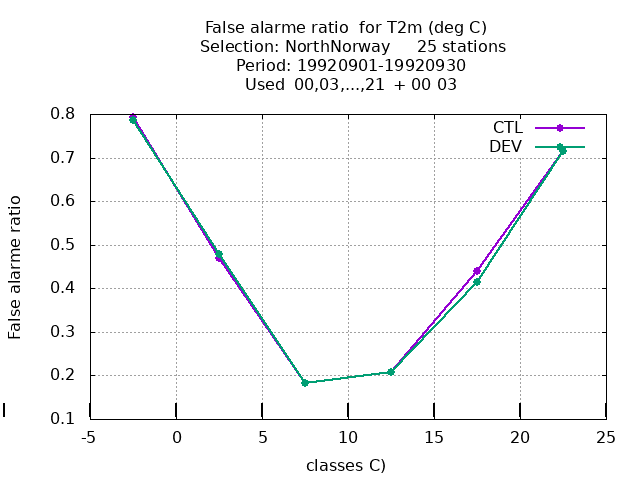 False alarme ratio  for T2m (deg C)
Selection: NorthNorway     25 stations
Period: 19920901-19920930
Used  00,03,...,21  + 00 03
CTL
DEV
False alarme ratio
0.8
0.7
0.6
0.5
0.4
0.3
0.2
0.1
-5 0 5 10 15 20 25
classes C)